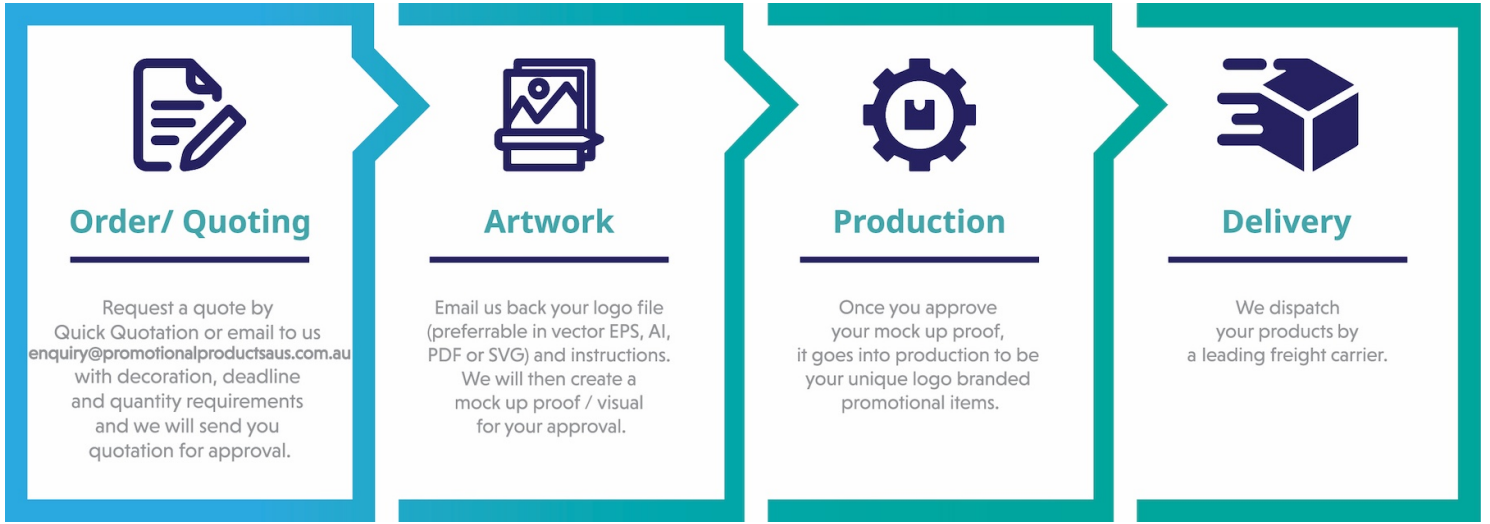 Order/ Quoting
Request a quote by
Quick Quotation or email to us
enquiry@promotionalproductsaus.com.au
with decoration, deadline
and quantity requirements
and we will send you
quotation for approval.
Artwork
Email us back your logo file
(preferrable in vector EPS, AI,
PDF or SVG) and instructions.
We will then create a
mock up proof / visual
for your approval.
Production
Once you approve
your mock up proof,
it goes into production to be
your unique logo branded
promotional items.
Delivery
We dispatch
your products by
a leading freight carrier.